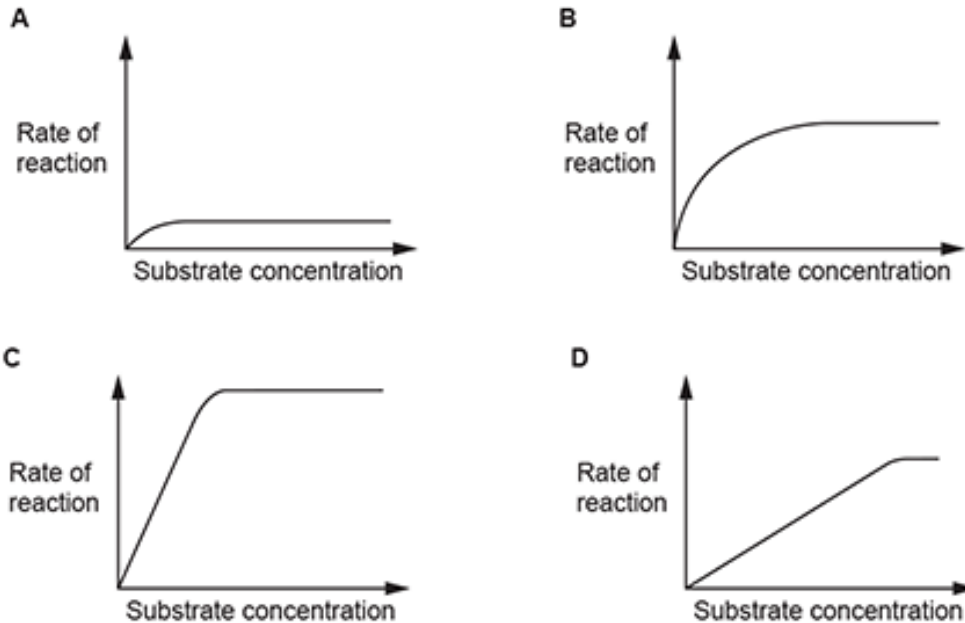 A
Rate of
reaction
Substrate concentration
B
Rate of
reaction
Substrate concentration
C
Rate of
reaction
Substrate concentration
D
Rate of
reaction
Substrate concentration